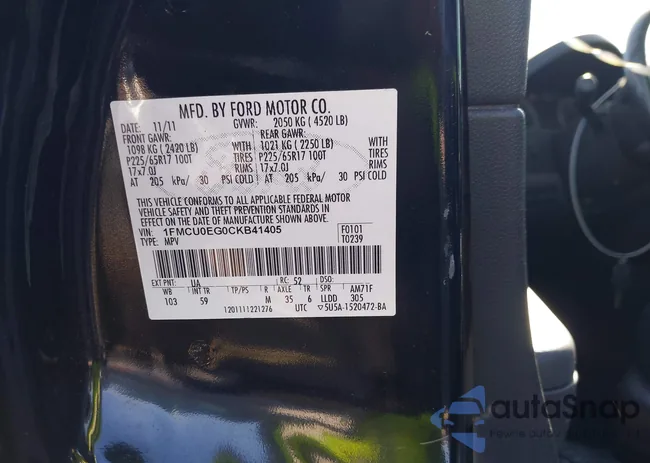 MFD. BY FORD MOTOR CO.
DATE: 11/11 GVWR: 2050 KG ( 4520 LB)
FRONT GAWR: REAR GAWR:
1098 KG ( 2420 LB) WITH 1021 KG ( 2250 LB) WITH
P225/65R17 100T TIRES P225/65R17 100T TIRES
17x7.0J RIMS 17x7.0J RIMS
AT 205 kPa/ 30 PSI COLD AT 205 kPa/ 30 PSI COLD
THIS VEHICLE CONFORMS TO ALL APPLICABLE FEDERAL MOTOR
VEHICLE SAFETY AND THEFT PREVENTION STANDARDS IN
EFFECT ON THE DATE OF MANUFACTURE SHOWN ABOVE.
VIN: 1FMCU0EG0CKB41405 F0101
TYPE: MPV T0239
EXT PNT: UA RC: 52 DSO:
WB INT TR TP/PS R AXLE TR SPR AM71F
103 59 M 35 6 LLDD 305
1201111221276 UTC ▽5U5A-1520472-BA
autoSnap